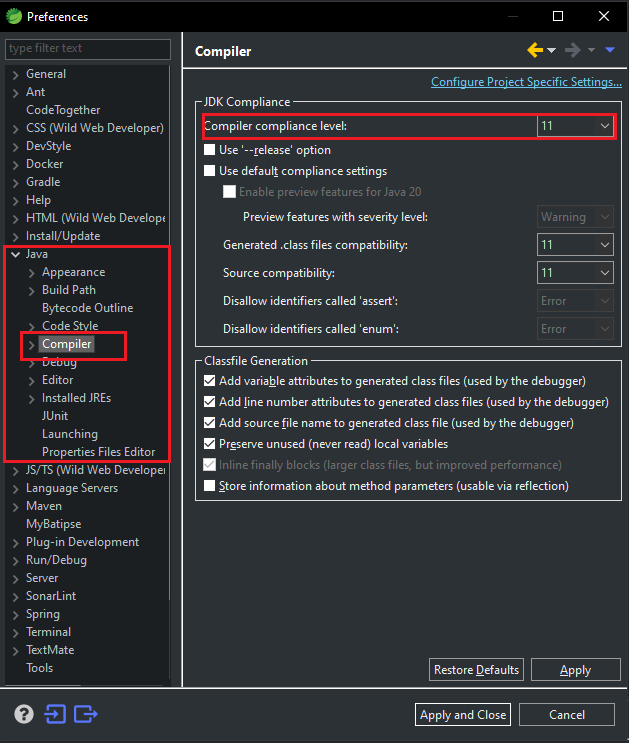 Preferences
type filter text
General
Ant
CodeTogether
CSS (Wild Web Developer)
DevStyle
Docker
Gradle
Help
HTML (Wild Web Develope
Install/Update
Java
Appearance
Build Path
Bytecode Outline
Code Style
Compiler
Debug
Editor
Installed JREs
JUnit
Launching
Properties Files Editor
JS/TS (Wild Web Developer
Language Servers
Maven
MyBatipse
Plug-in Development
Run/Debug
Server
SonarLint
Spring
Terminal
TextMate
Tools
Compiler
Configure Project Specific Settings...
JDK Compliance
Compiler compliance level: 11
Use '--release' option
Use default compliance settings
Enable preview features for Java 20
Preview features with severity level: Warning
Generated .class files compatibility: 11
Source compatibility: 11
Disallow identifiers called 'assert': Error
Disallow identifiers called 'enum': Error
Classfile Generation
Add variable attributes to generated class files (used by the debugger)
Add line number attributes to generated class files (used by the debugger)
Add source file name to generated class file (used by the debugger)
Preserve unused (never read) local variables
Inline finally blocks (larger class files, but improved performance)
Store information about method parameters (usable via reflection)
Restore Defaults Apply
? Apply and Close Cancel